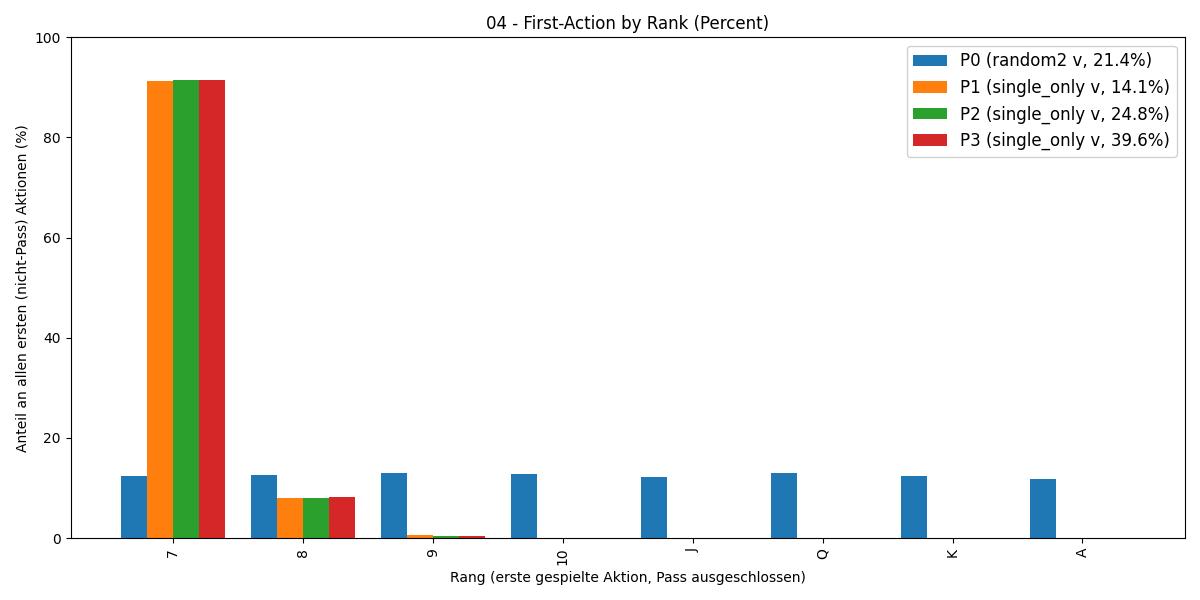 04 - First-Action by Rank (Percent)
P0 (random2 v, 21.4%)
P1 (single_only v, 14.1%)
P2 (single_only v, 24.8%)
P3 (single_only v, 39.6%)
Anteil an allen ersten (nicht-Pass) Aktionen (%)
100
80
60
40
20
0
7
8
9
10
J
Q
K
A
Rang (erste gespielte Aktion, Pass ausgeschlossen)